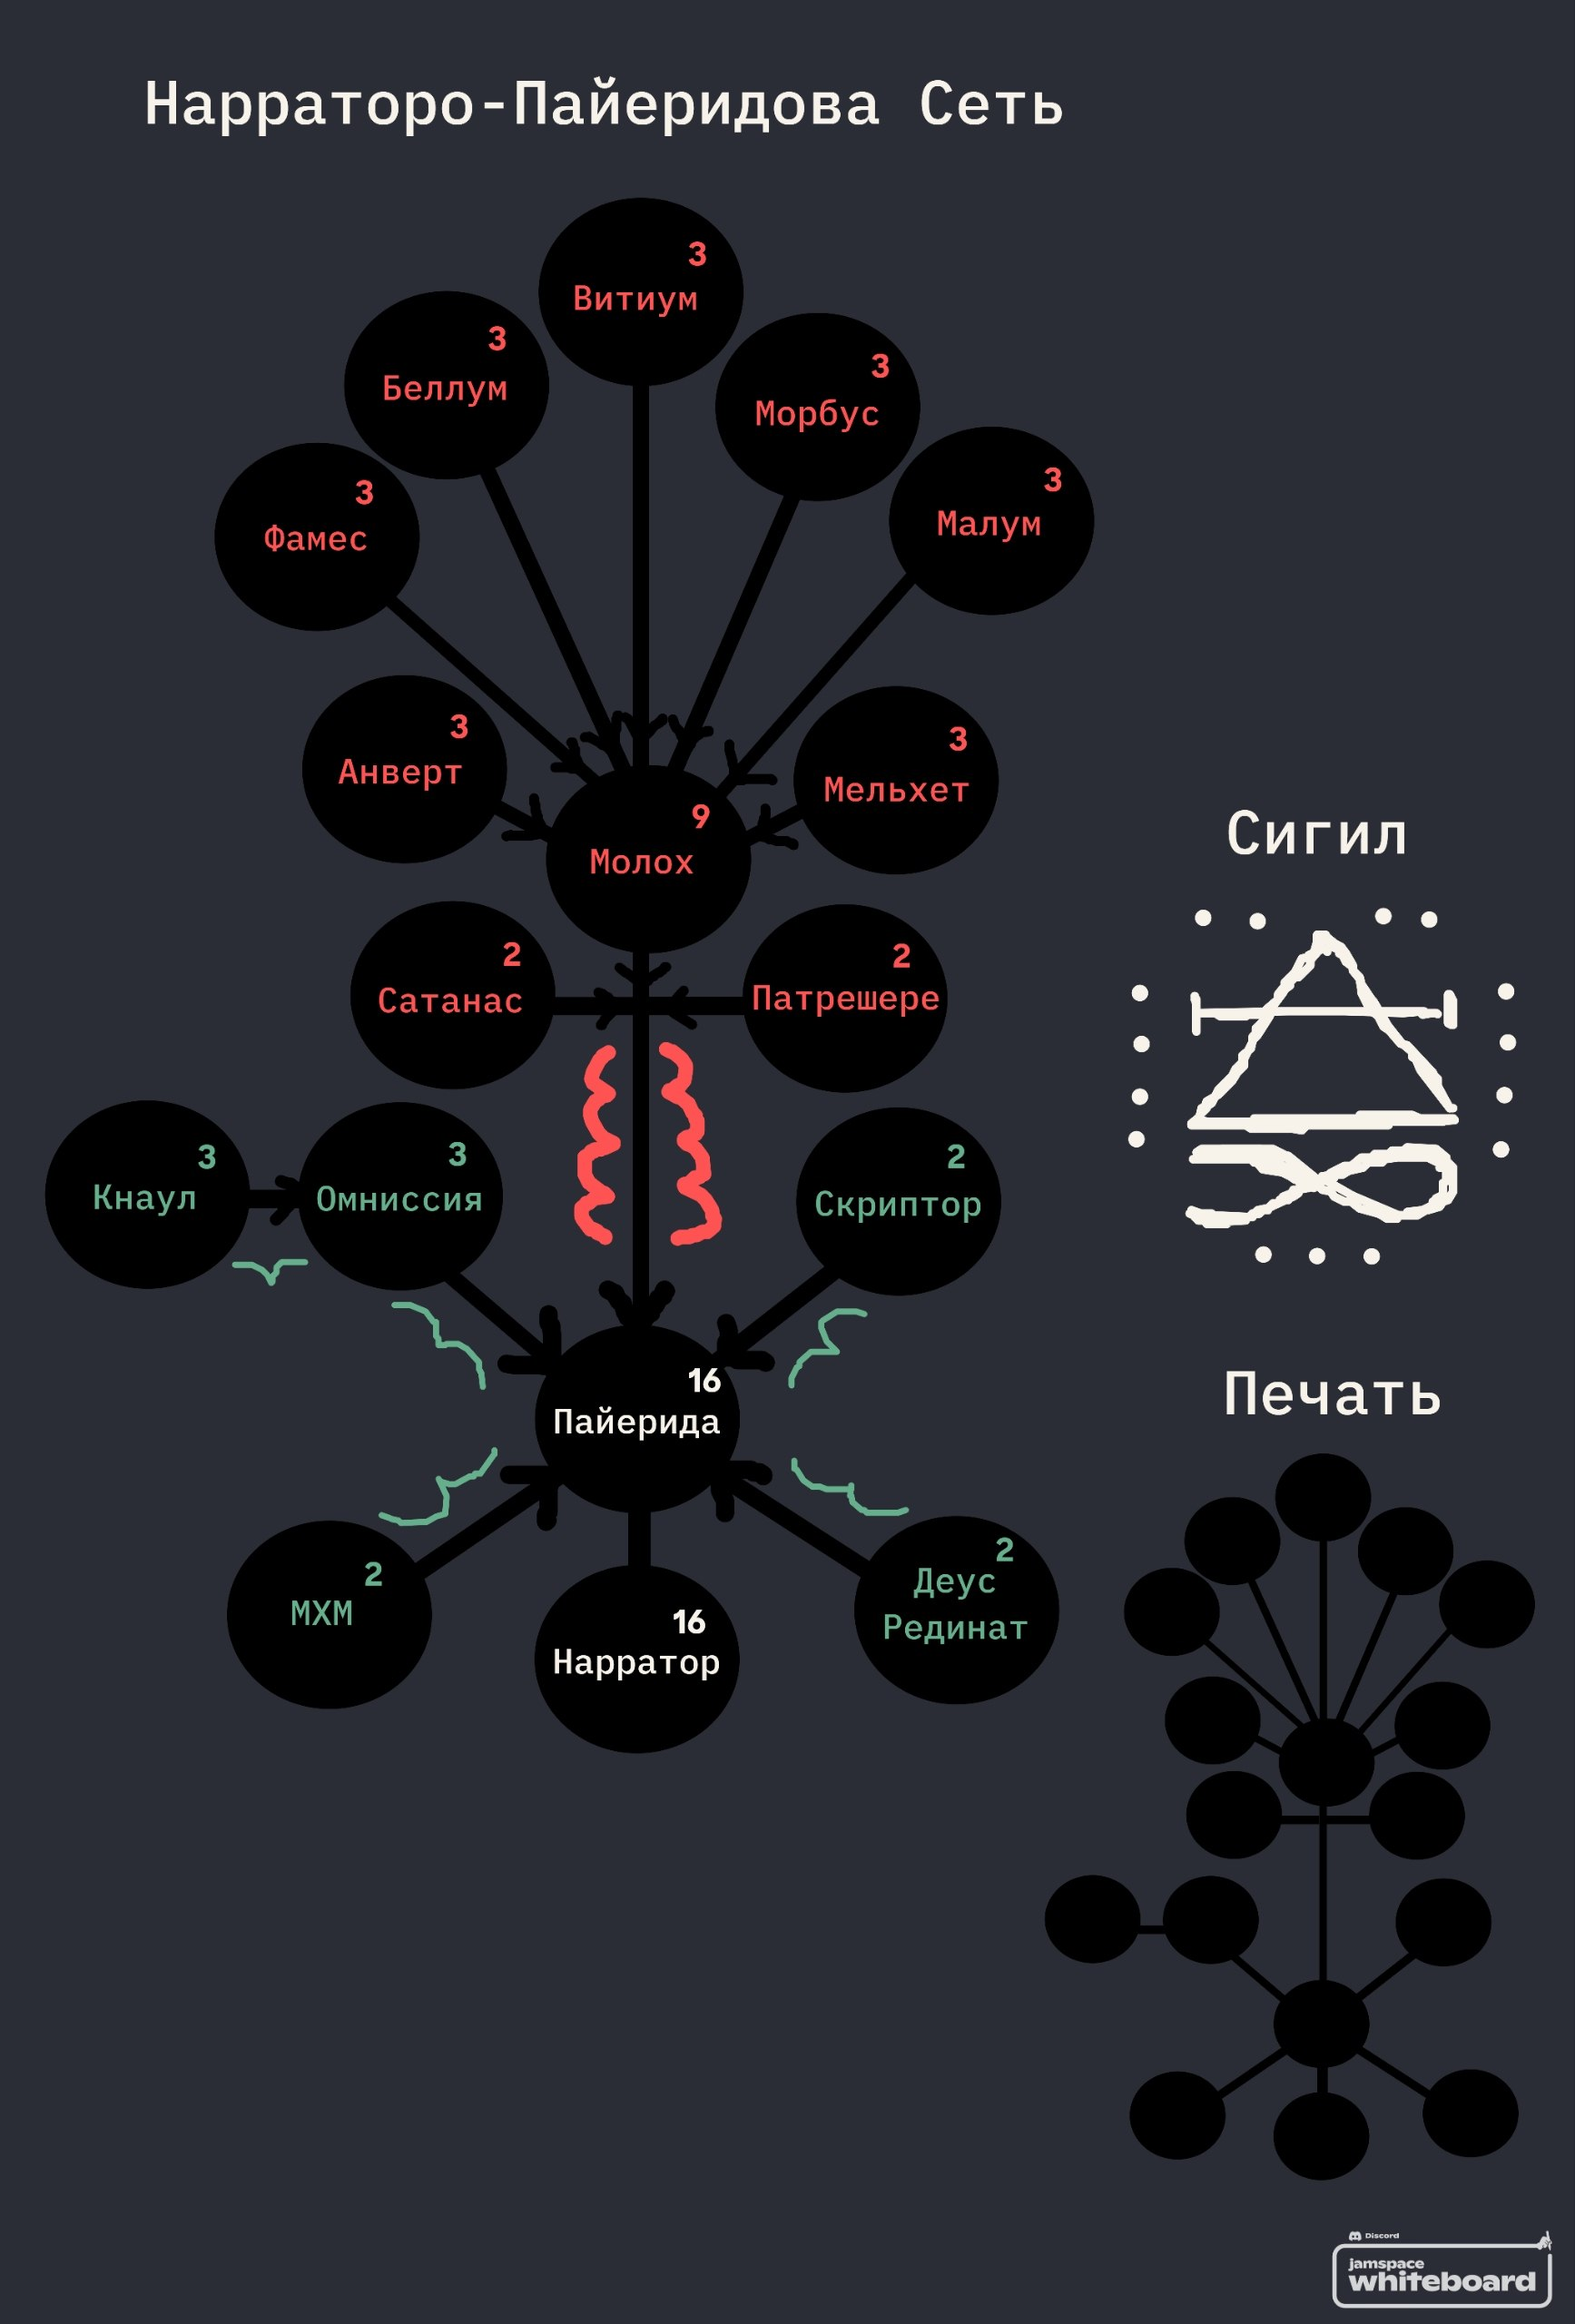 Нарраторо-Пайеридова Сеть
3
Витиум
3
Беллум
3
Морбус
3
Малум
3
Фамес
3
Анверт
3
Мельхет
9
Молох
2
Сатанас
2
Патрешере
3
Кнаул
3
Омниссия
2
Скриптор
16
Пайерида
2
МХМ
16
Нарратор
2
Деус
Рединат
Сигил
Печать
Discord
jamspace
whiteboard